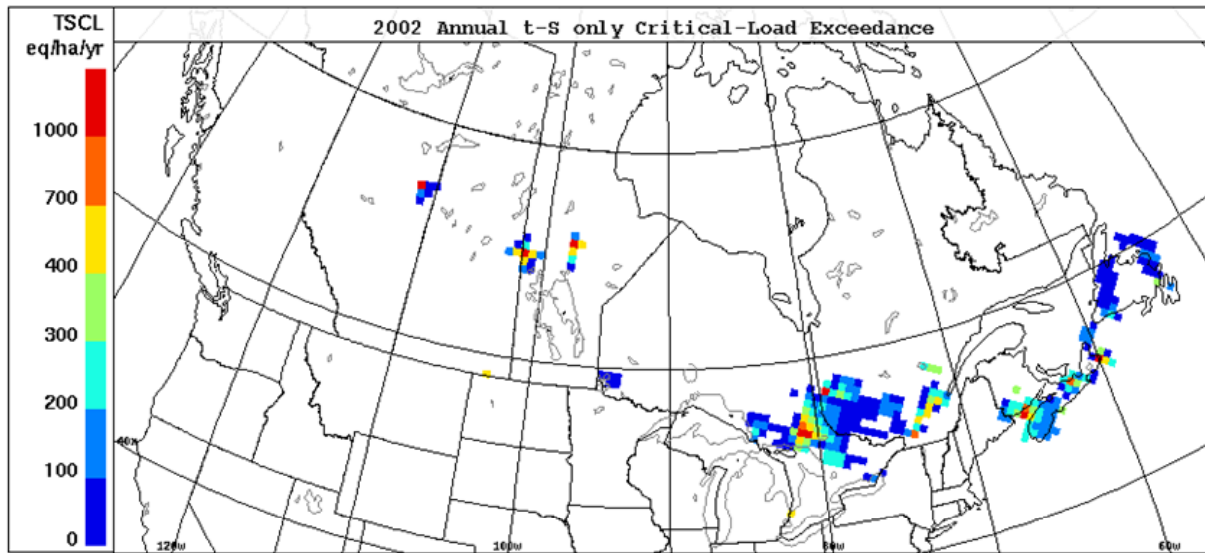 TSCL
eq/ha/yr
2002 Annual t-S only Critical-Load Exceedance
1000
700
400
300
200
100
0
40N
120W
100W
80W
60W